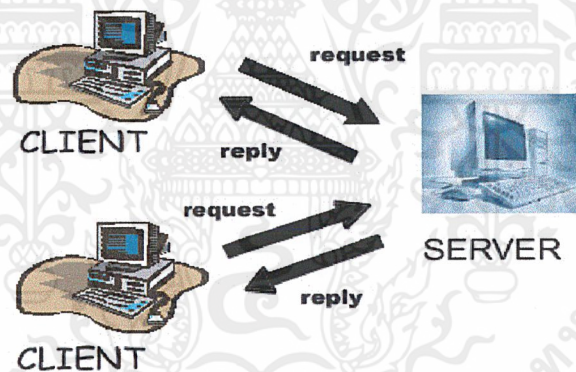 request
CLIENT
reply
request
SERVER
reply
CLIENT